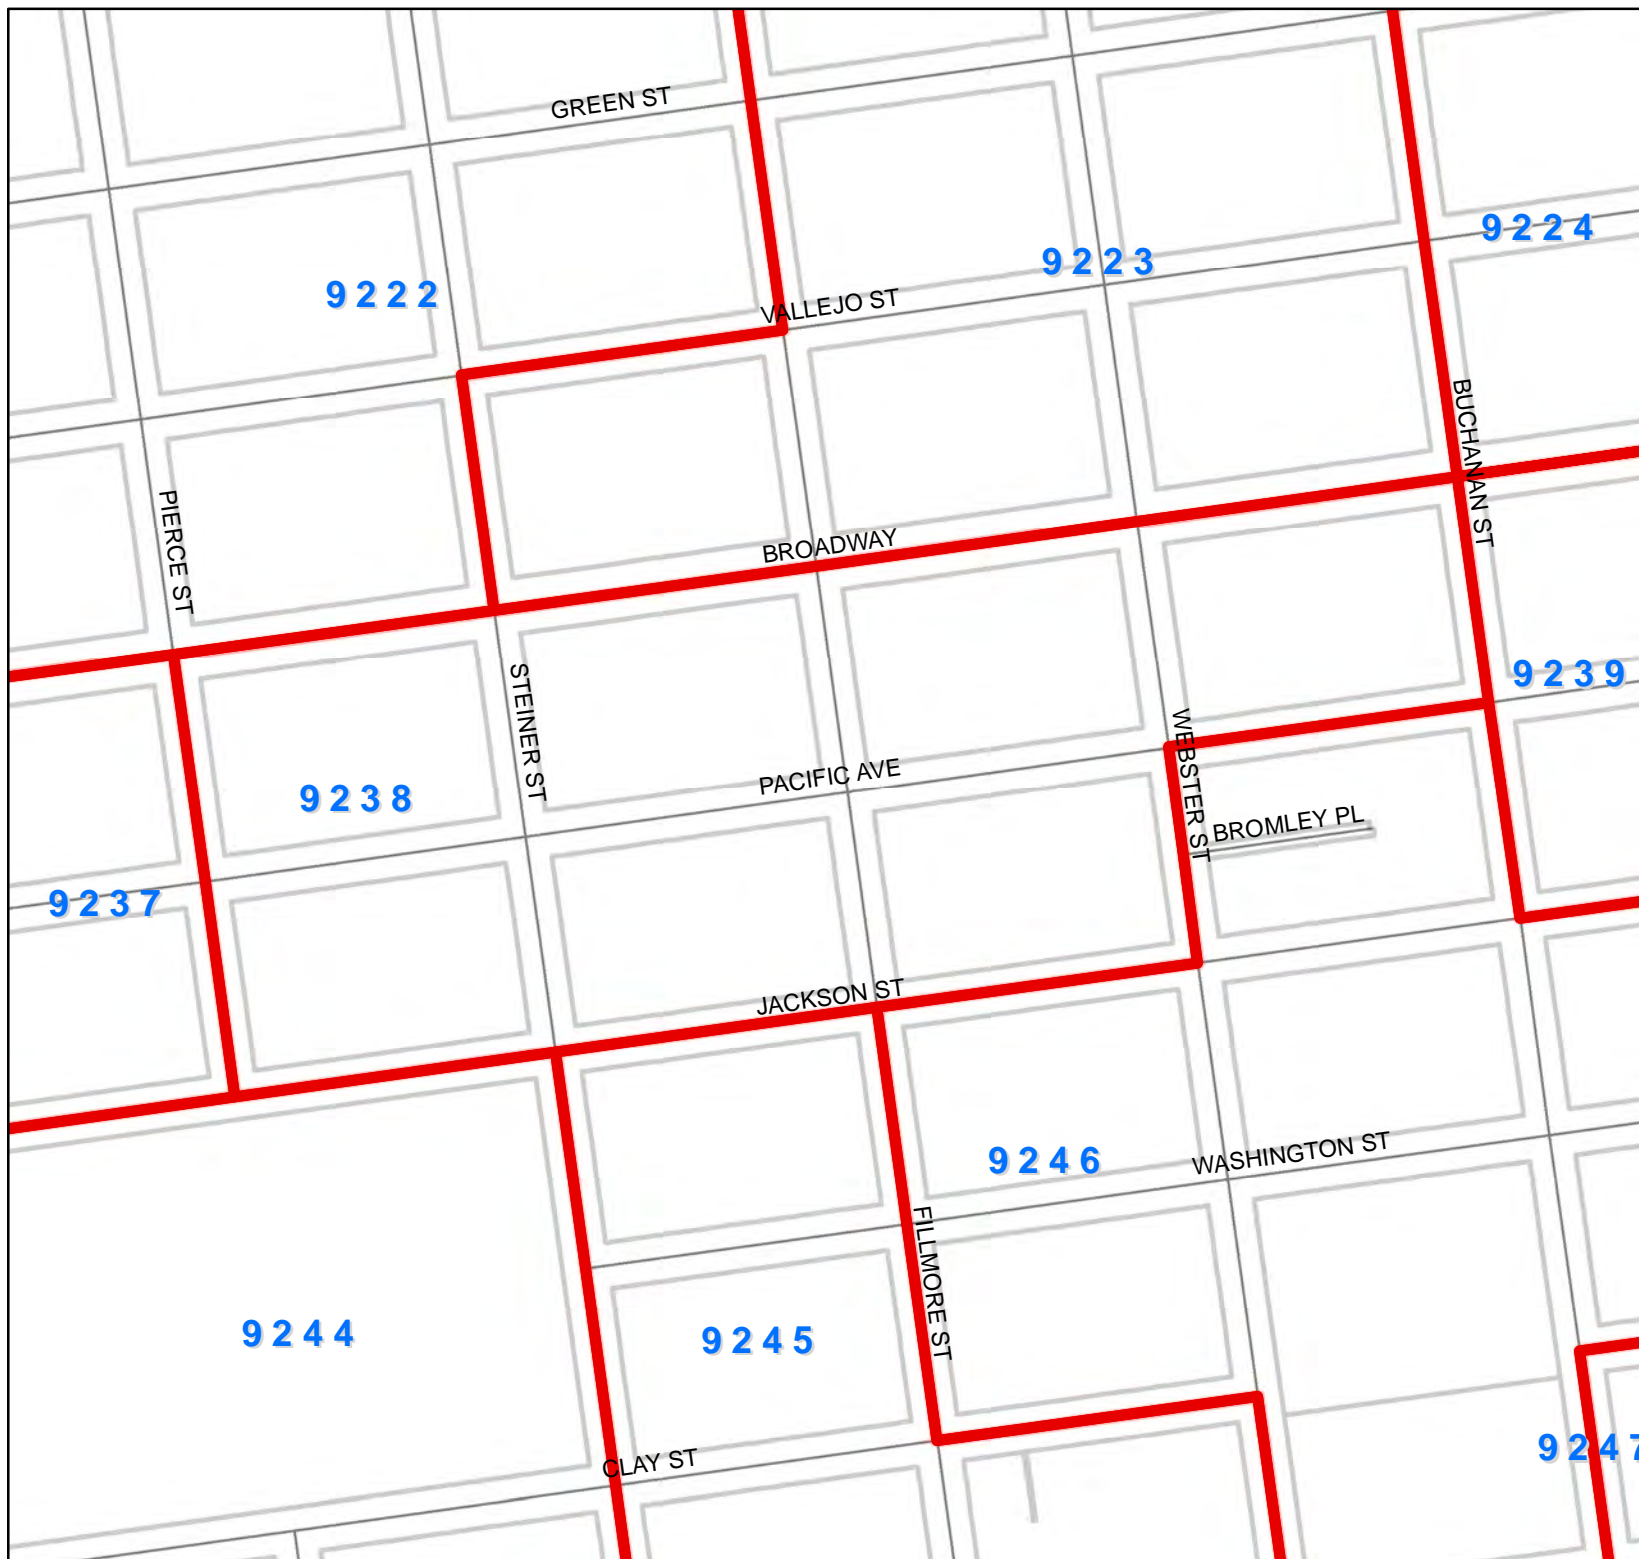 GREEN ST
9224
9223
9222
VALLEJO ST
BUCHANAN ST
PIERCE ST
BROADWAY
STEINER ST
9239
WEBSTER ST
PACIFIC AVE
9238
BROMLEY PL
9237
JACKSON ST
WASHINGTON ST
9246
FILLMORE ST
9244
9245
9247
CLAY ST